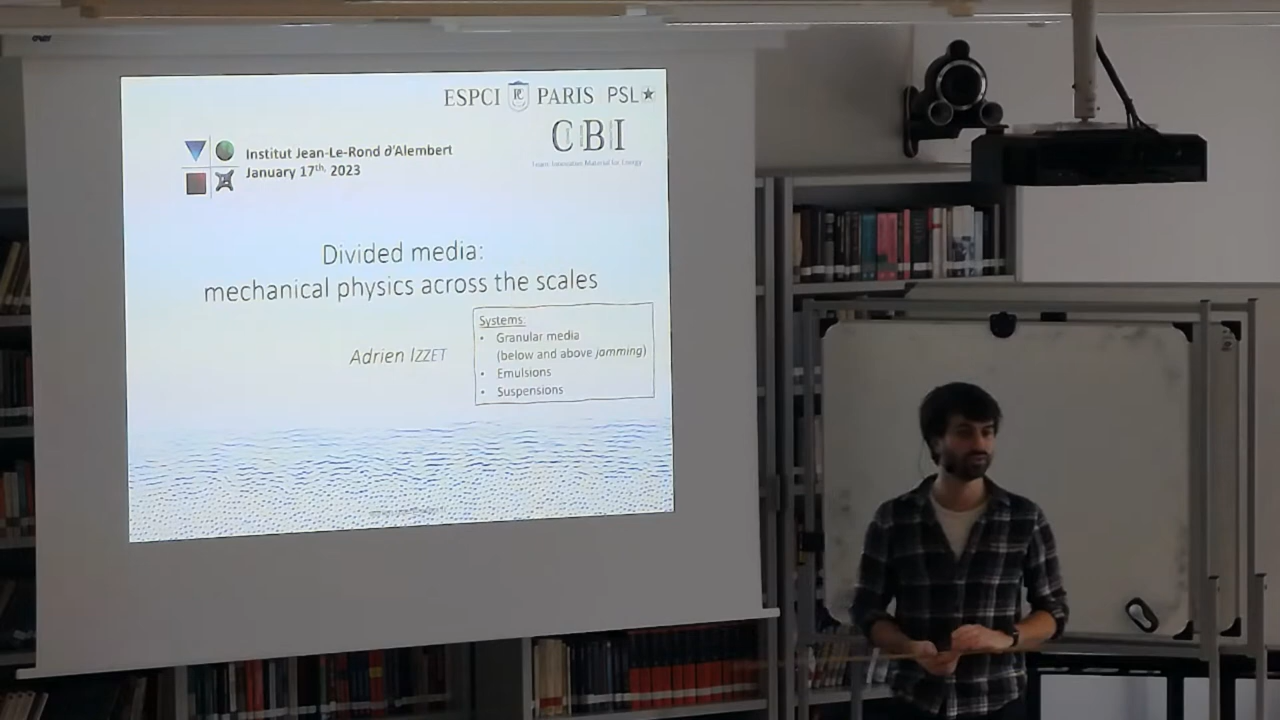 ESPCI PARIS PSL★
CBI
Institut Jean-Le-Rond ∂'Alembert
January 17th, 2023
Divided media:
mechanical physics across the scales
Adrien IZZET
Systems:
• Granular media
(below and above jamming)
• Emulsions
• Suspensions